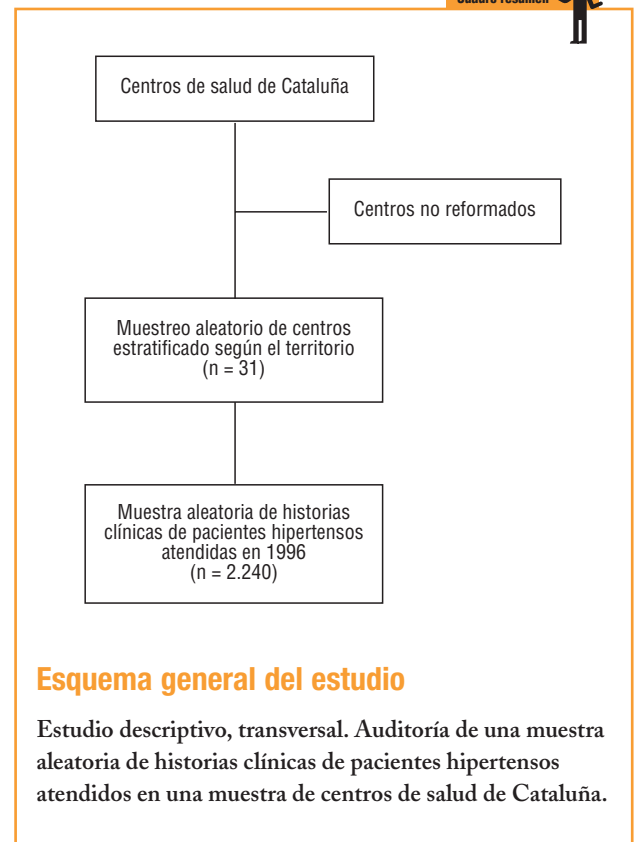 Cuadro resumen
Centros de salud de Cataluña
Centros no reformados
Muestreo aleatorio de centros
estratificado según el territorio
(n = 31)
Muestra aleatoria de historias
clínicas de pacientes hipertensos
atendidas en 1996
(n = 2.240)
Esquema general del estudio
Estudio descriptivo, transversal. Auditoría de una muestra
aleatoria de historias clínicas de pacientes hipertensos
atendidos en una muestra de centros de salud de Cataluña.